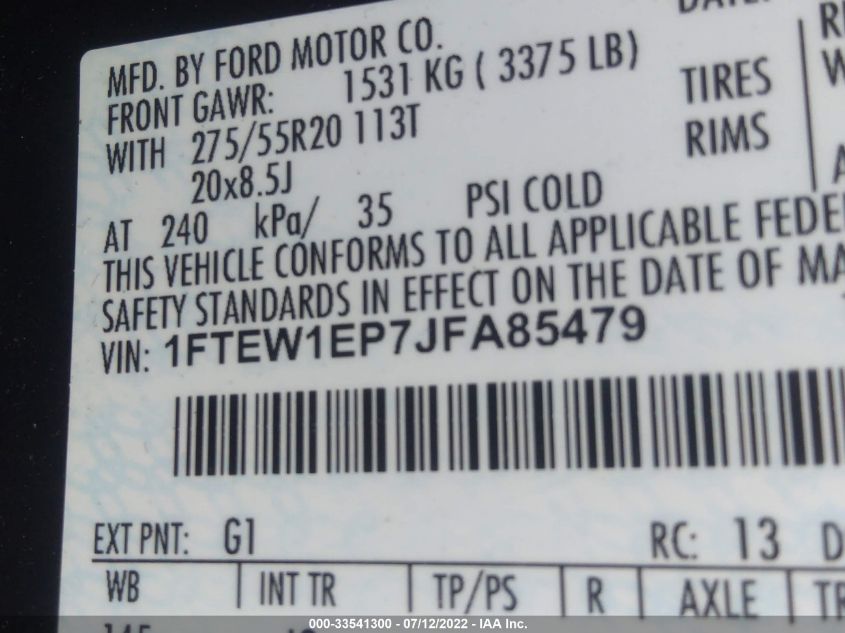 MFD. BY FORD MOTOR CO.
FRONT GAWR: 1531 KG ( 3375 LB)
WITH 275/55R20 113T TIRES
20x8.5J RIMS
AT 240 kPa/ 35 PSI COLD
THIS VEHICLE CONFORMS TO ALL APPLICABLE FEDE
SAFETY STANDARDS IN EFFECT ON THE DATE OF MA
VIN: 1FTEW1EP7JFA85479
EXT PNT: G1 RC: 13 D
WB INT TR TP/PS R AXLE TR
000-33541300 - 07/12/2022 - IAA Inc.